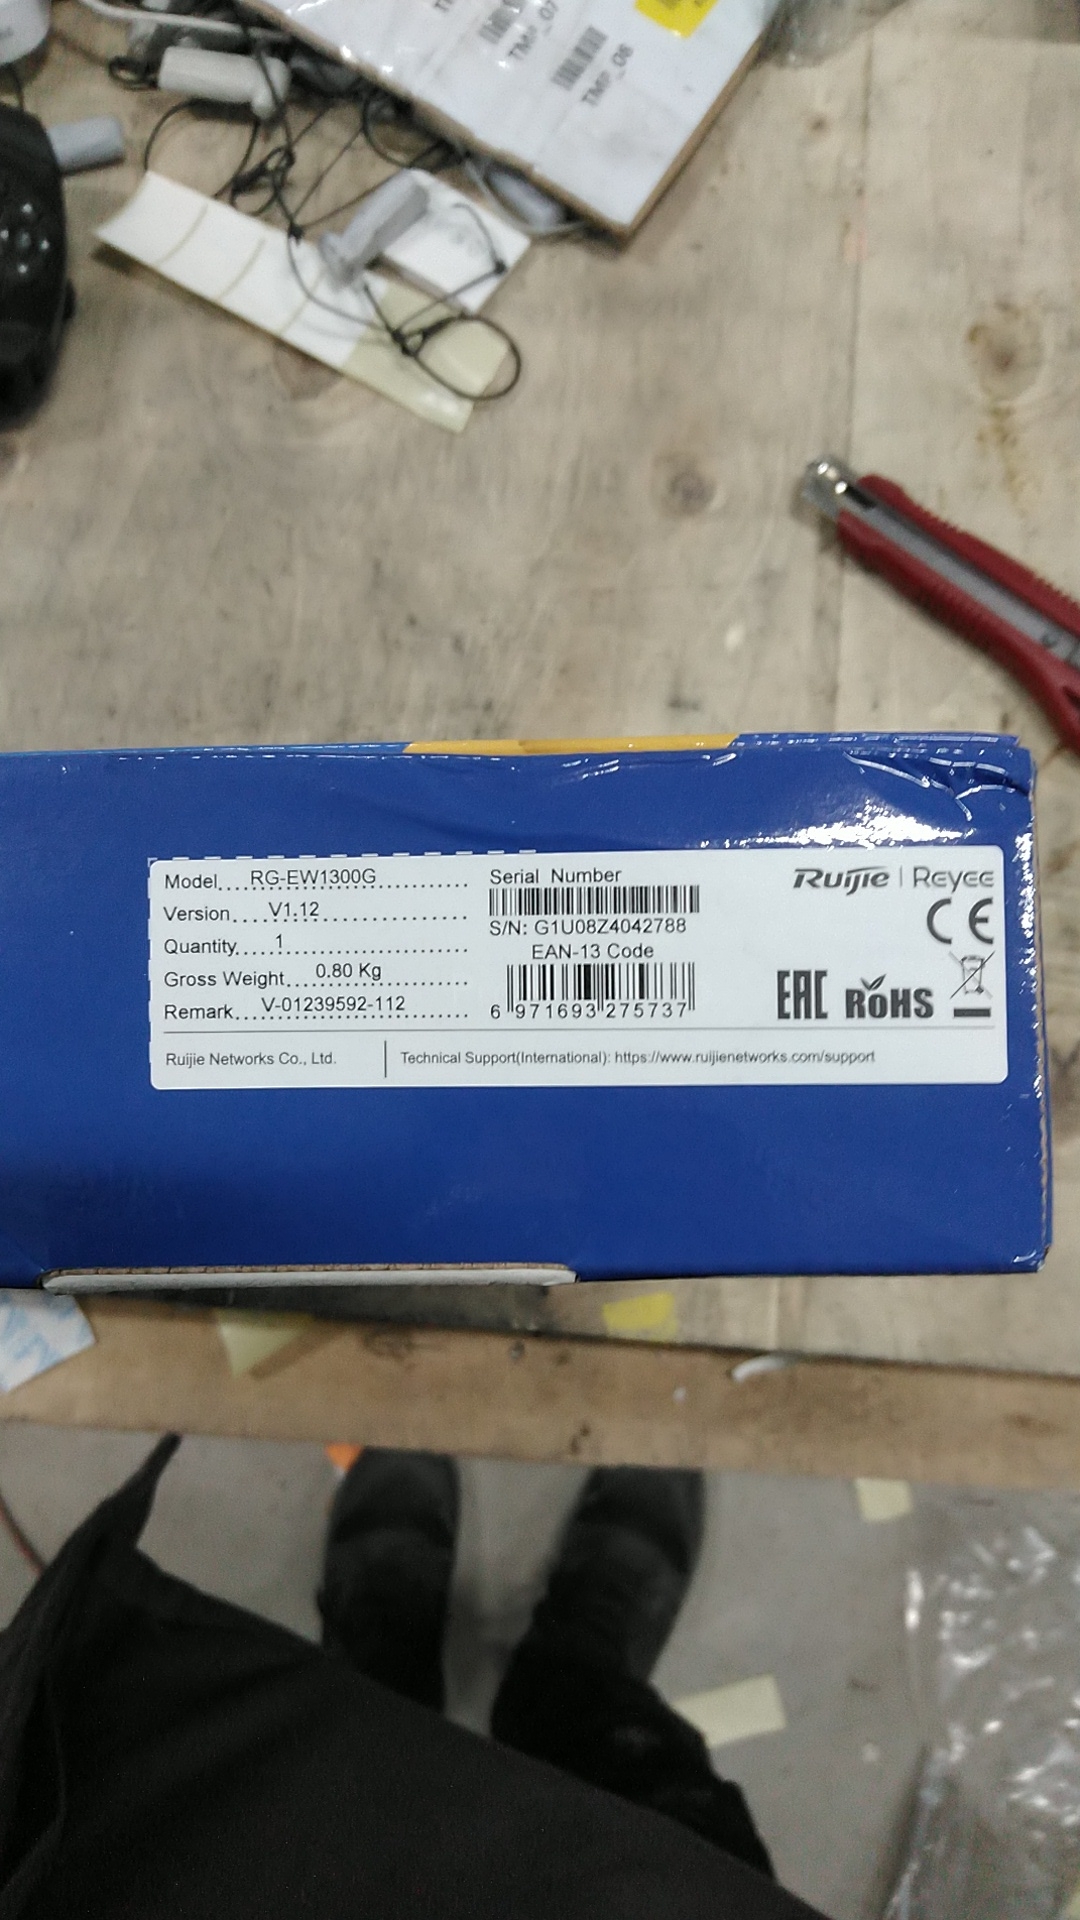 TMP_07
TMP_08
Model....RG-EW1300G
Version....V1.12
Quantity....1
Gross Weight....0.80 Kg
Remark....V-01239592-112
Serial Number
S/N: G1U08Z4042788
EAN-13 Code
6 971693 275737
Ruijie | Reyee
CE
EAC RoHS
Ruijie Networks Co., Ltd.
Technical Support(International): https://www.ruijienetworks.com/support